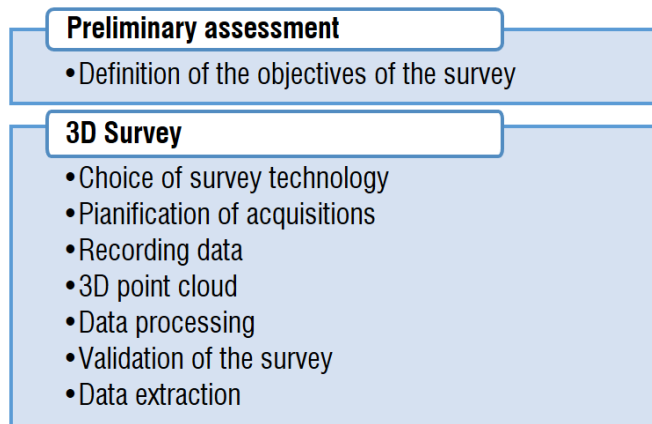 Preliminary assessment
•Definition of the objectives of the survey
3D Survey
•Choice of survey technology
•Pianification of acquisitions
•Recording data
•3D point cloud
•Data processing
•Validation of the survey
•Data extraction